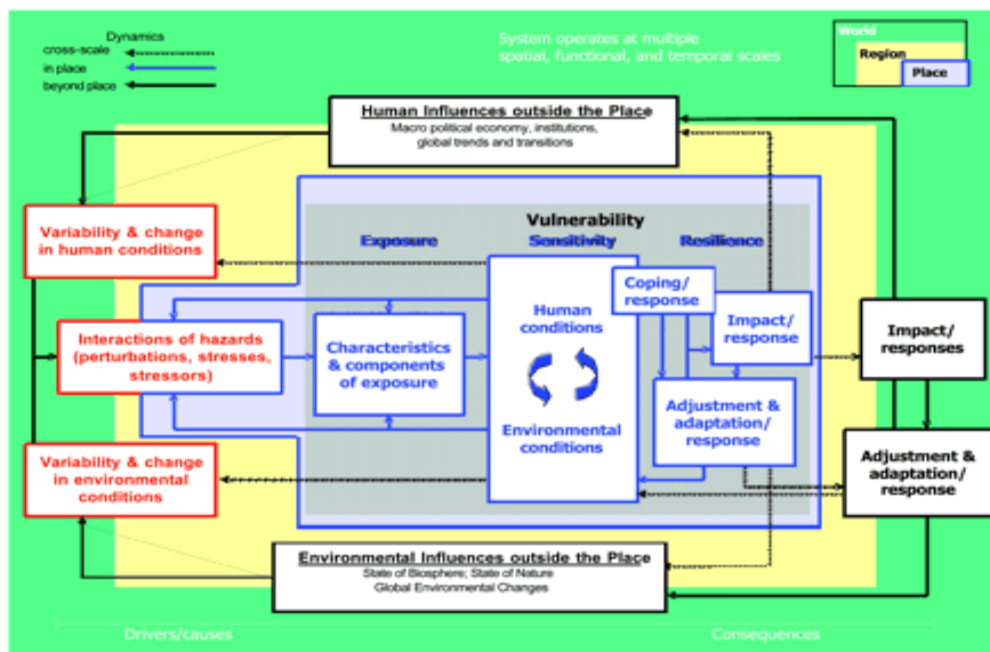 Dynamics
cross-scale
in place
beyond place
System operates at multiple
spatial, functional, and temporal scales
World
Region
Place
Human Influences outside the Place
Macro political economy, institutions,
global trends and transitions
Variability & change
in human conditions
Vulnerability
Exposure
Sensitivity
Resilience
Coping/
response
Human
conditions
Impact/
response
Impact/
responses
Interactions of hazards
(perturbations, stresses,
stressors)
Characteristics
& components
of exposure
Environmental
conditions
Adjustment &
adaptation/
response
Adjustment &
adaptation/
response
Variability & change
in environmental
conditions
Environmental Influences outside the Place
State of Biosphere; State of Nature
Global Environmental Changes
Drivers/causes
Consequences